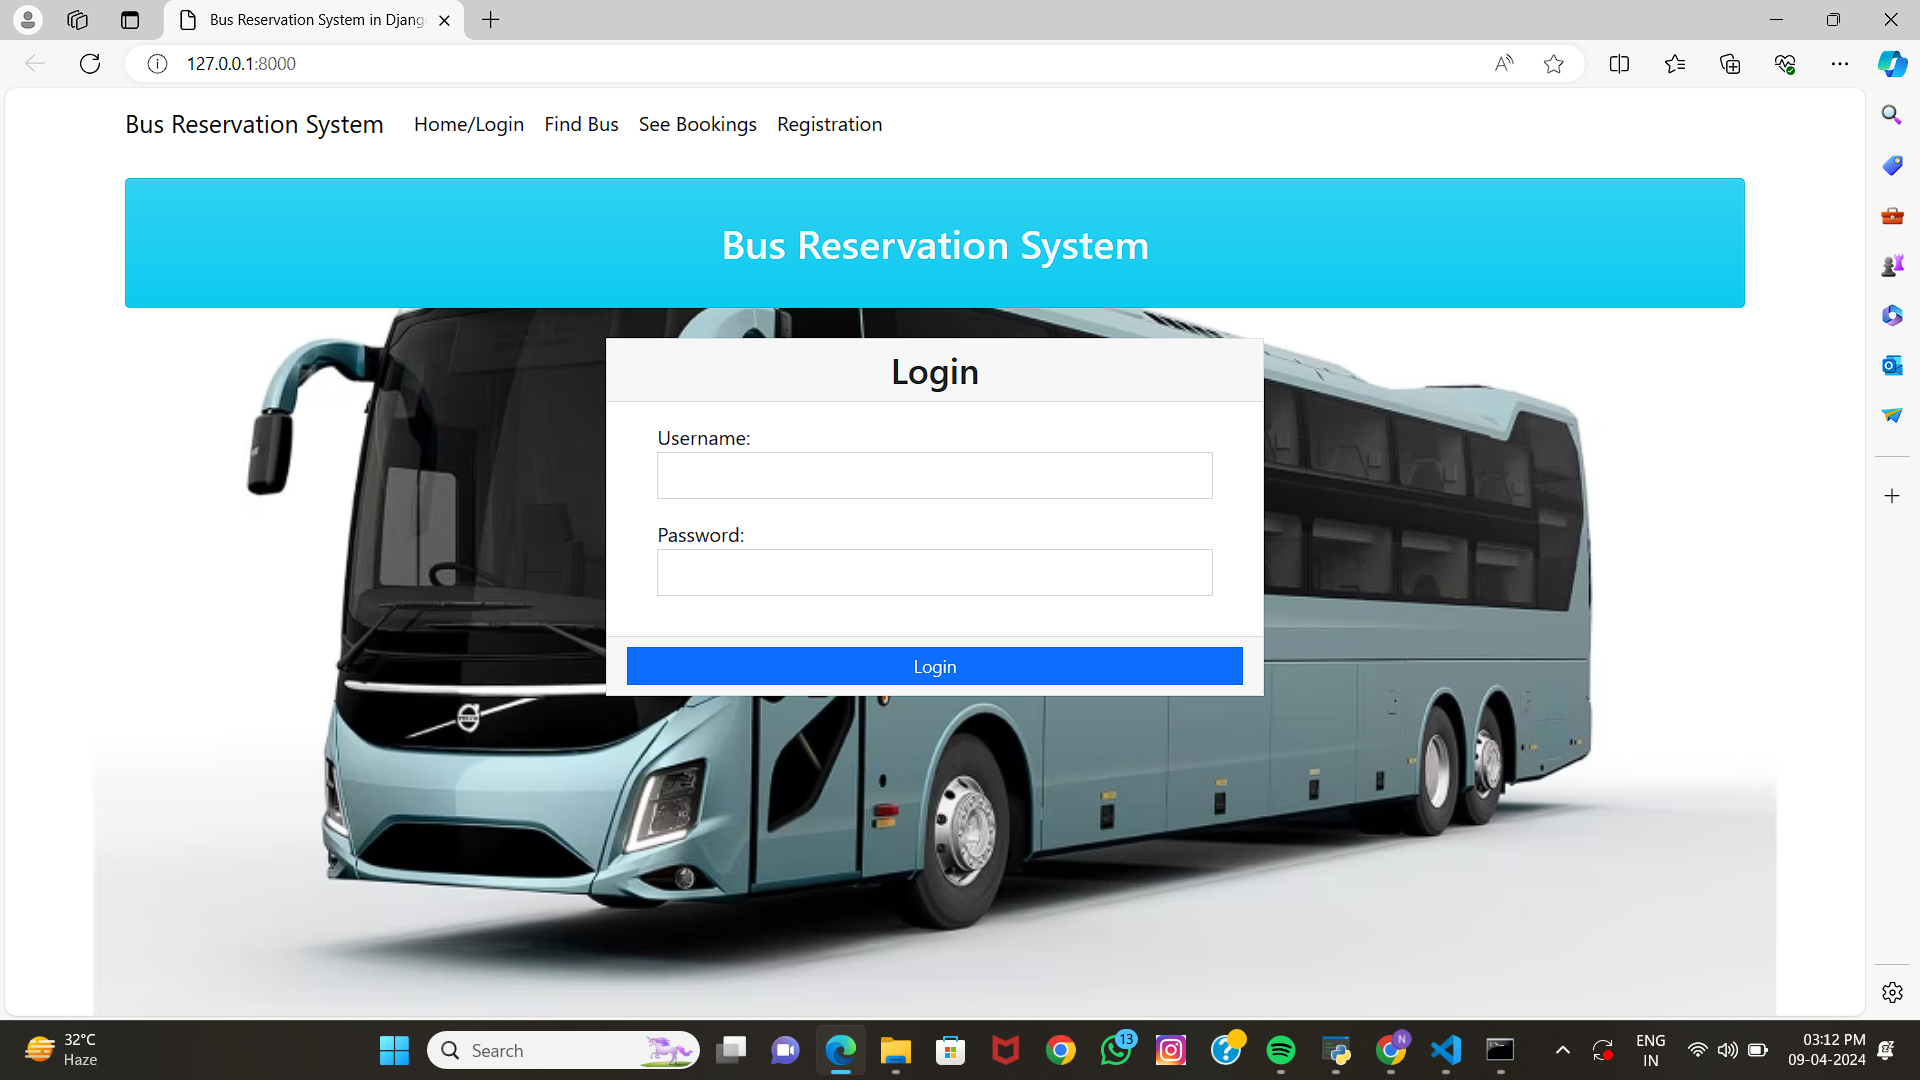 Bus Reservation System in Djang
127.0.0.1:8000
Bus Reservation System Home/Login Find Bus See Bookings Registration
Bus Reservation System
Login
Username:
Password:
Login
32°C
Haze
Search
13
N
ENG
IN
03:12 PM
09-04-2024